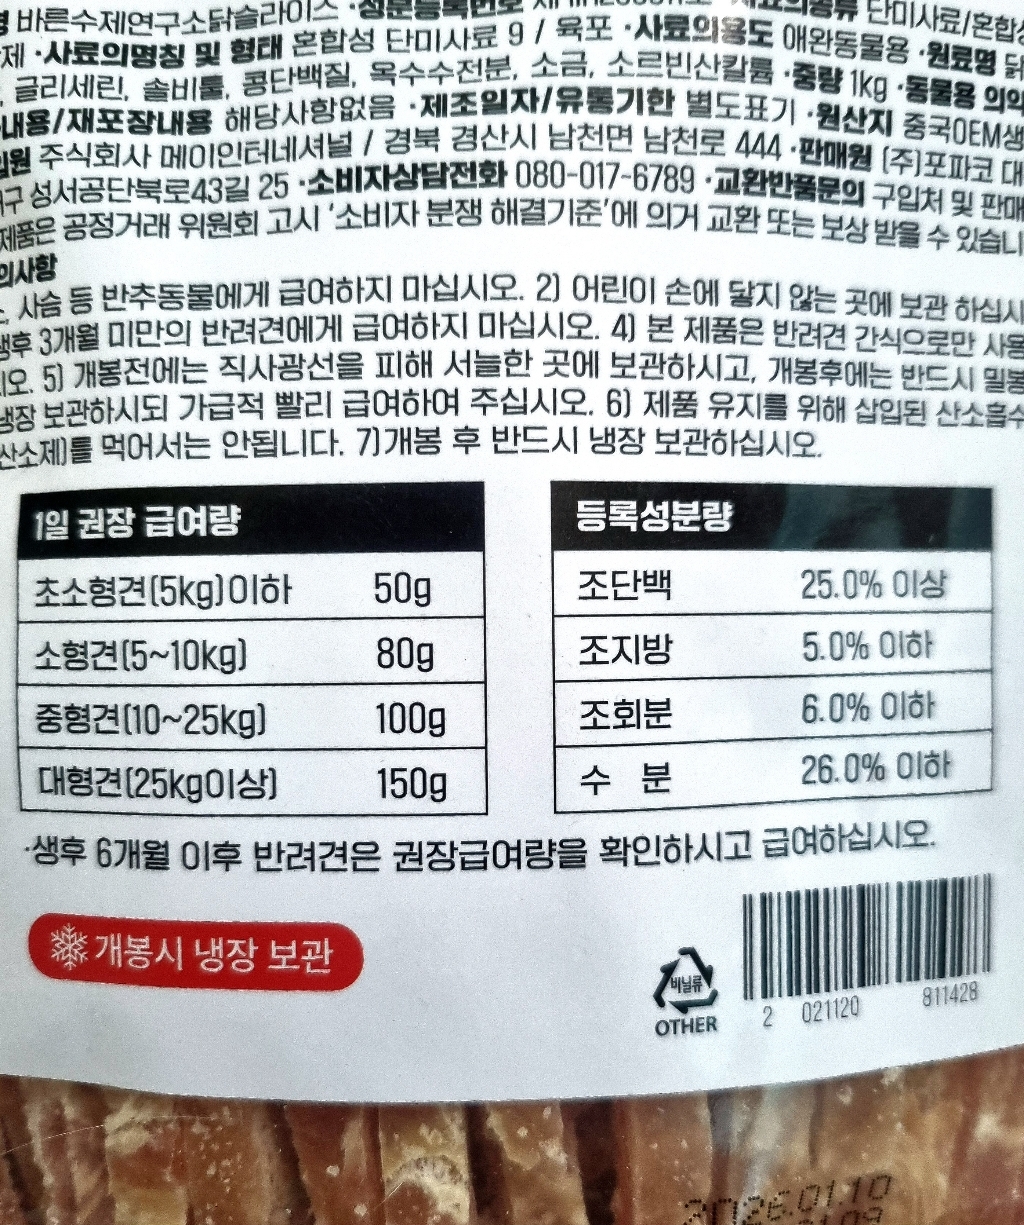 바른수제연구소닭슬라이스 ·성분등록번호
·사료의명칭 및 형태 혼합성 단미사료 9 / 육포 ·사료의용도 애완동물용 ·원료명
글리세린, 솔비톨, 콩단백질, 옥수수전분, 소금, 소르빈산칼륨 ·중량 1kg ·동물용 의약
내용/재포장내용 해당사항없음 ·제조일자/유통기한 별도표기 ·원산지 중국OEM생
입원 주식회사 메이인터네셔널 / 경북 경산시 남천면 남천로 444 ·판매원 (주)포파코 대
성서공단북로43길 25 ·소비자상담전화 080-017-6789 ·교환반품문의 구입처 및 판매
제품은 공정거래 위원회 고시 '소비자 분쟁 해결기준'에 의거 교환 또는 보상 받을 수 있습니
의사항
사슴 등 반추동물에게 급여하지 마십시오. 2) 어린이 손에 닿지 않는 곳에 보관 하십시
생후 3개월 미만의 반려견에게 급여하지 마십시오. 4) 본 제품은 반려견 간식으로만 사용
오. 5) 개봉전에는 직사광선을 피해 서늘한 곳에 보관하시고, 개봉후에는 반드시 밀봉
냉장 보관하시되 가급적 빨리 급여하여 주십시오. 6) 제품 유지를 위해 삽입된 산소흡수
산소제)를 먹어서는 안됩니다. 7)개봉 후 반드시 냉장 보관하십시오.
1일 권장 급여량
초소형견(5kg)이하 50g
소형견(5~10kg) 80g
중형견(10~25kg) 100g
대형견(25kg이상) 150g
등록성분량
조단백 25.0% 이상
조지방 5.0% 이하
조회분 6.0% 이하
수 분 26.0% 이하
·생후 6개월 이후 반려견은 권장급여량을 확인하시고 급여하십시오.
개봉시 냉장 보관
비닐류
OTHER
2 021120 811428
2026.01.10